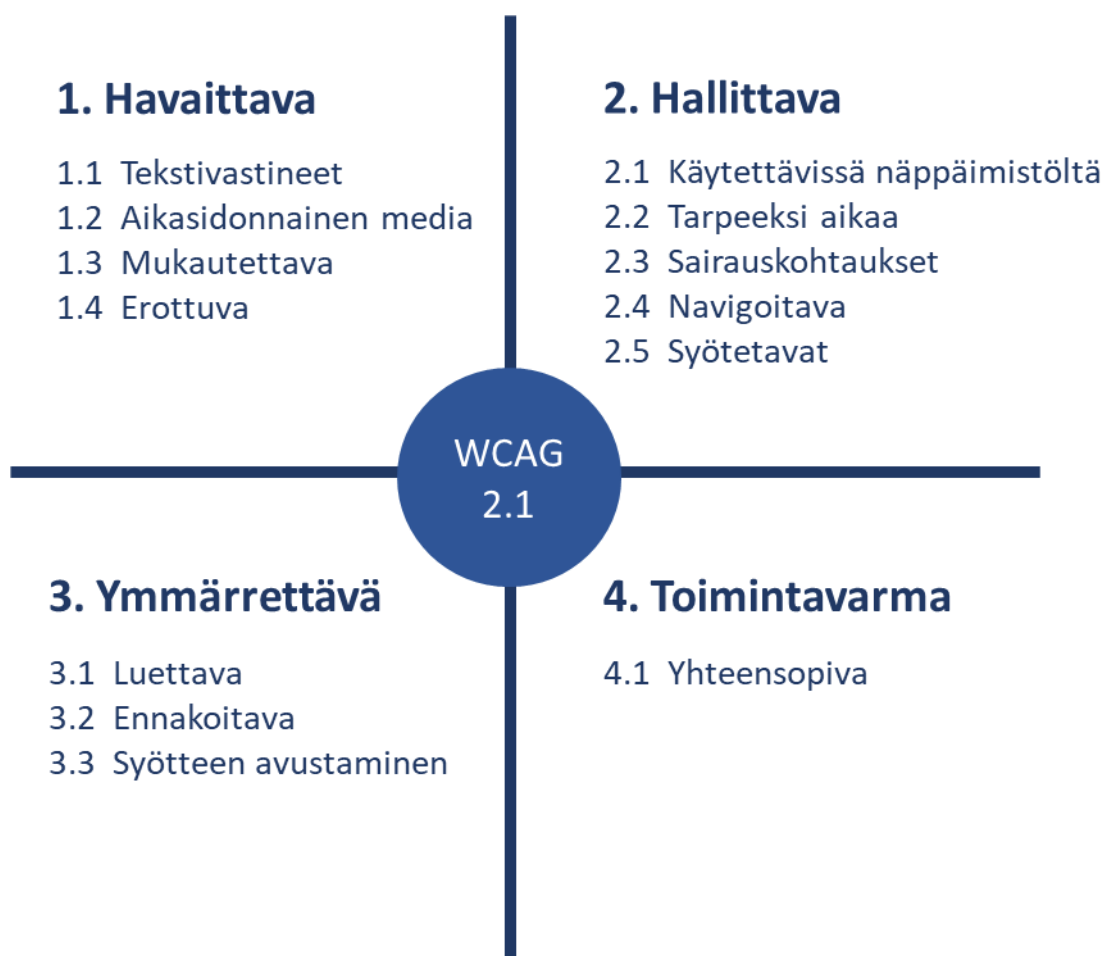 1. Havaittava
1.1 Tekstivastineet
1.2 Aikasidonnainen media
1.3 Mukautettava
1.4 Erottuva
2. Hallittava
2.1 Käytettävissä näppäimistöltä
2.2 Tarpeeksi aikaa
2.3 Sairauskohtaukset
2.4 Navigoitava
2.5 Syötetavat
WCAG
2.1
3. Ymmärrettävä
3.1 Luettava
3.2 Ennakoitava
3.3 Syötteen avustaminen
4. Toimintavarma
4.1 Yhteensopiva